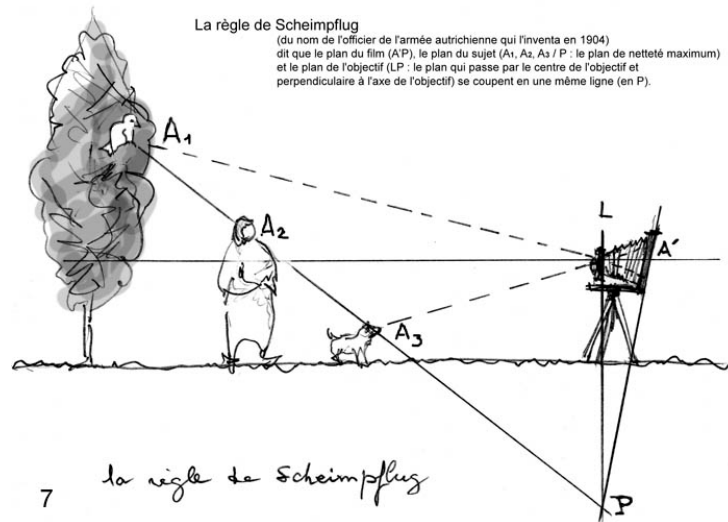 La règle de Scheimpflug
(du nom de l'officier de l'armée autrichienne qui l'inventa en 1904)
dit que le plan du film (A'P), le plan du sujet (A1, A2, A3 / P : le plan de netteté maximum)
et le plan de l'objectif (LP : le plan qui passe par le centre de l'objectif et
perpendiculaire à l'axe de l'objectif) se coupent en une même ligne (en P).
A1
A2
L
A'
A3
P
la règle de Scheimpflug
7